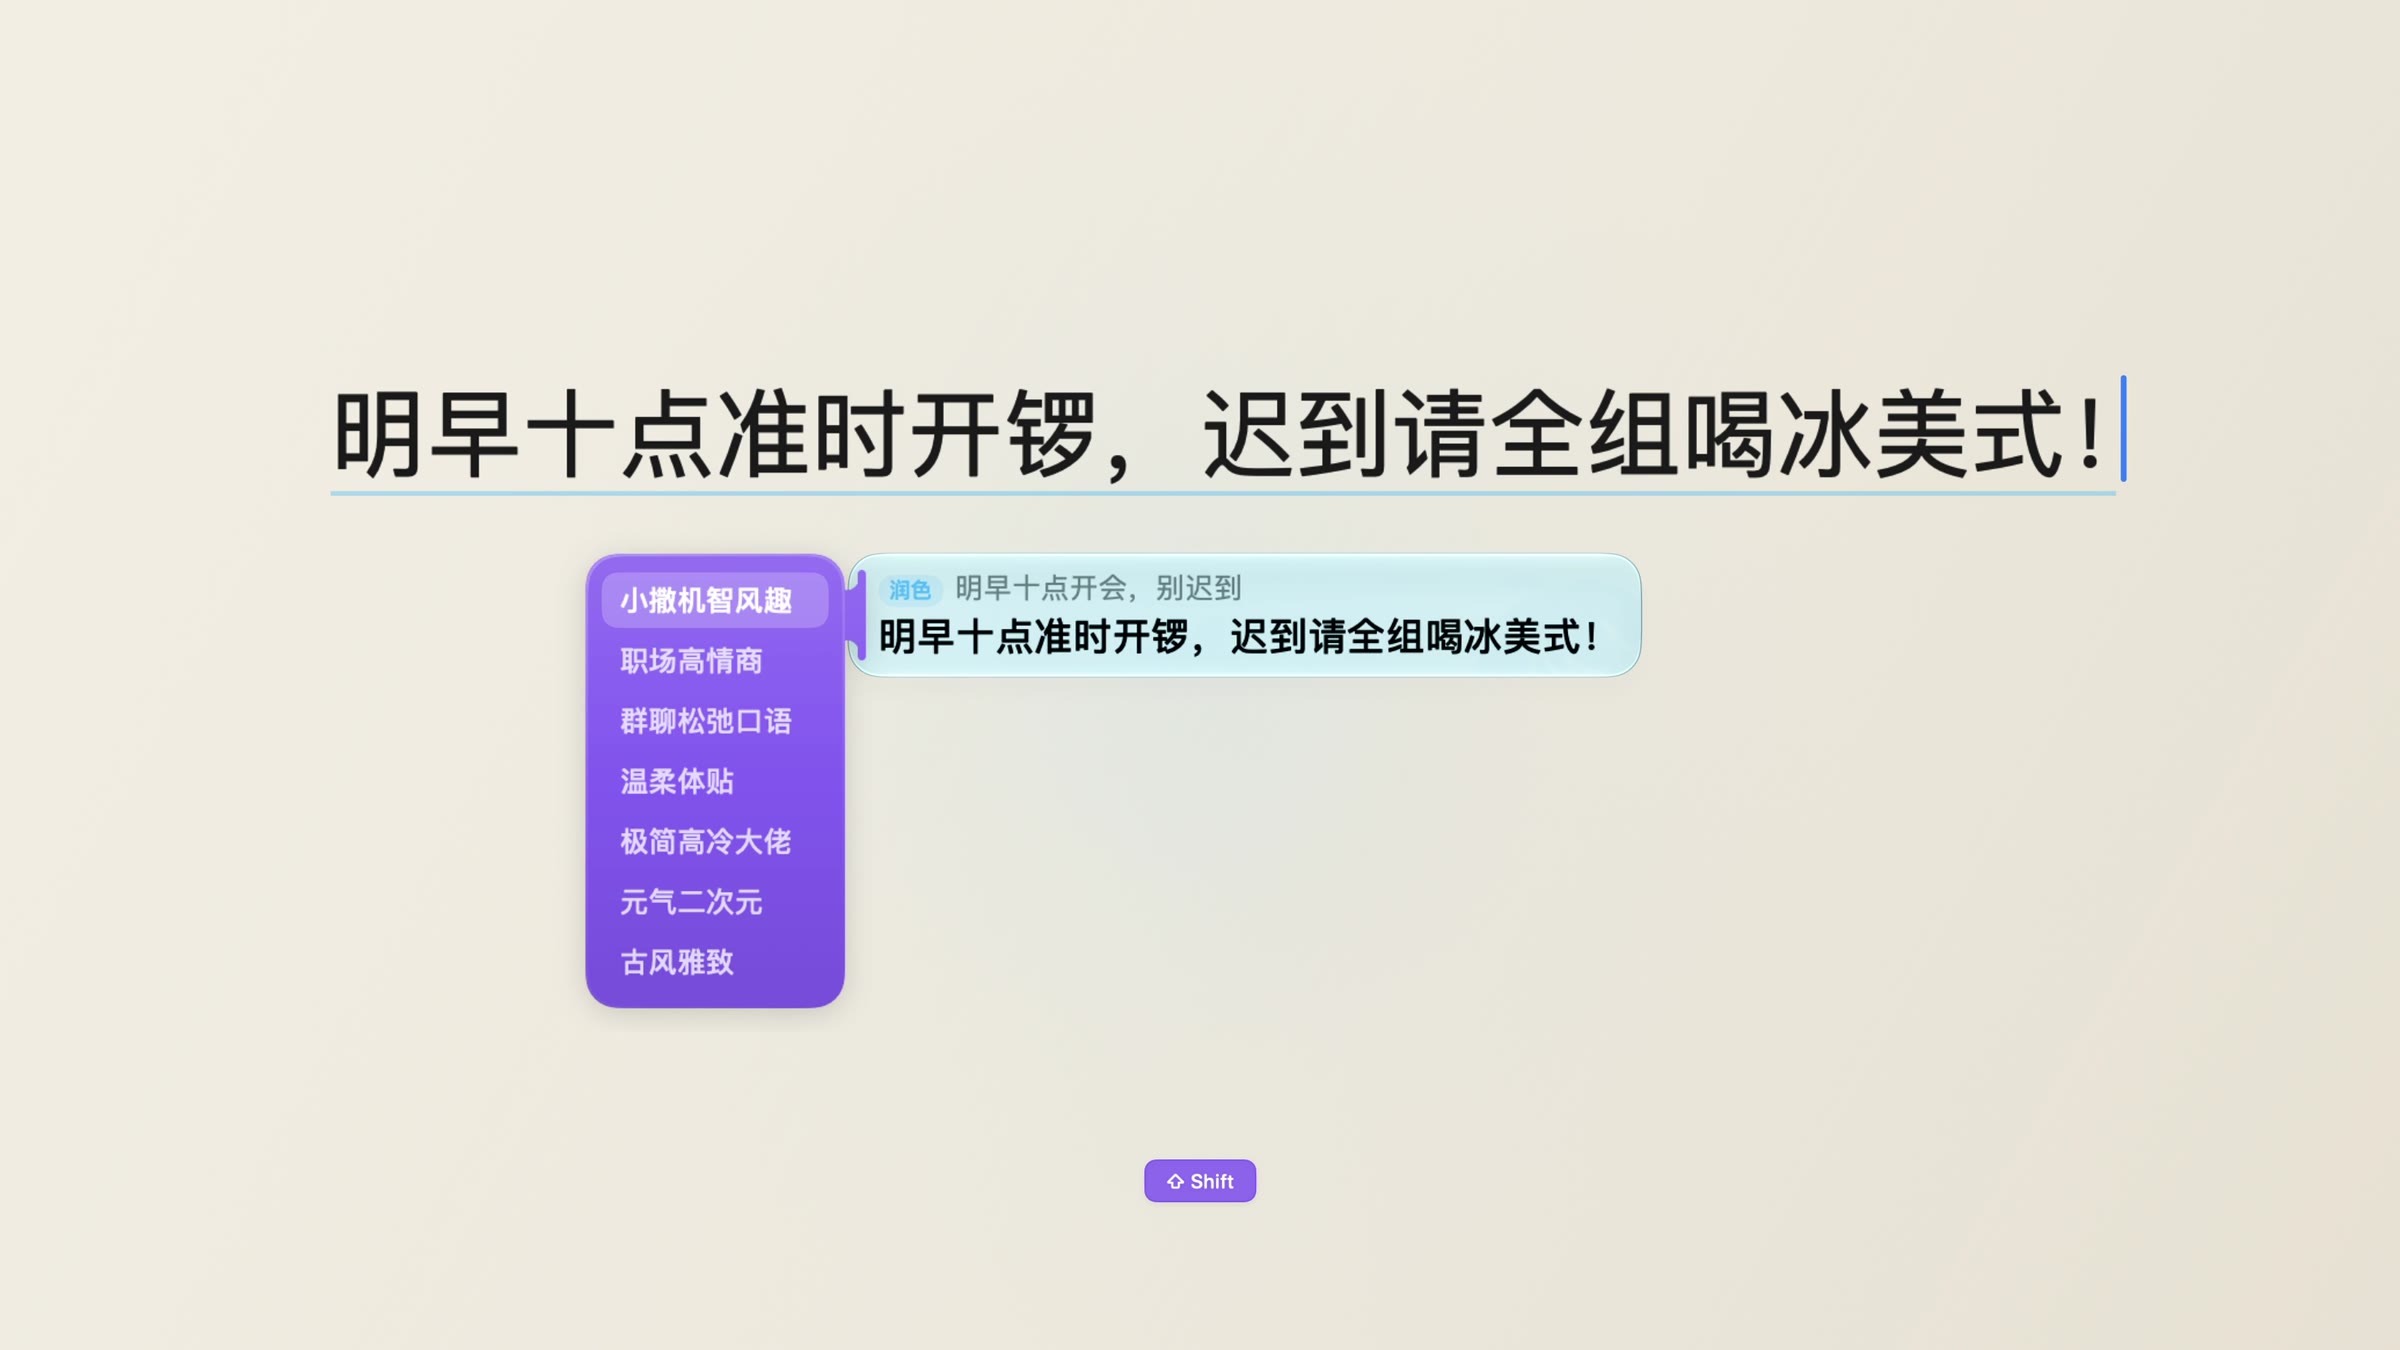 明早十点准时开锣，迟到请全组喝冰美式！
小撒机智风趣
职场高情商
群聊松弛口语
温柔体贴
极简高冷大佬
元气二次元
古风雅致
润色 明早十点开会，别迟到
明早十点准时开锣，迟到请全组喝冰美式！
Shift